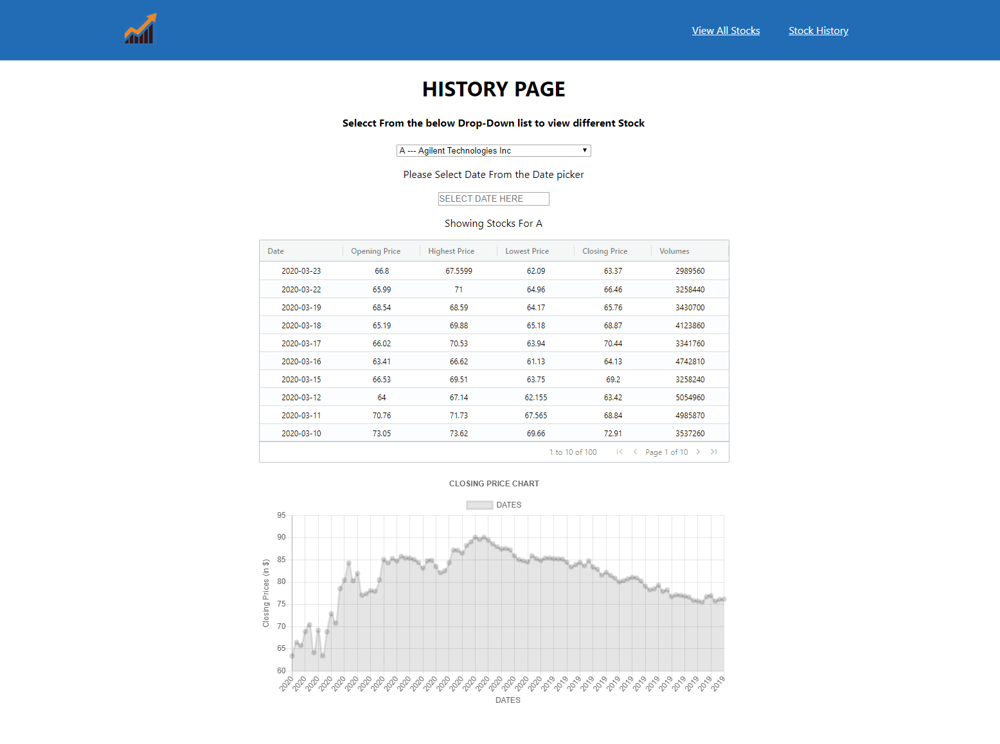 View All Stocks Stock History
HISTORY PAGE
Selecct From the below Drop-Down list to view different Stock
A --- Agilent Technologies Inc
Please Select Date From the Date picker
SELECT DATE HERE
Showing Stocks For A
Date Opening Price Highest Price Lowest Price Closing Price Volumes
2020-03-23 66.8 67.5599 62.09 63.37 2989560
2020-03-22 65.99 71 64.96 66.46 3258440
2020-03-19 68.54 68.59 64.17 65.76 3430700
2020-03-18 65.19 69.88 65.18 68.87 4123860
2020-03-17 66.02 70.53 63.94 70.44 3341760
2020-03-16 63.41 66.62 61.13 64.13 4742810
2020-03-15 66.53 69.51 63.75 69.2 3258240
2020-03-12 64 67.14 62.155 63.42 5054960
2020-03-11 70.76 71.73 67.565 68.84 4985870
2020-03-10 73.05 73.62 69.66 72.91 3537260
1 to 10 of 100 Page 1 of 10
CLOSING PRICE CHART
DATES
95
90
85
80
75
70
65
60
Closing Prices (in $)
2020 2020 2020 2020 2020 2020 2020 2020 2020 2020 2020 2020 2020 2020 2020 2020 2020 2020 2020 2020 2019 2019 2019 2019 2019 2019 2019 2019 2019 2019 2019 2019 2019 2019
DATES